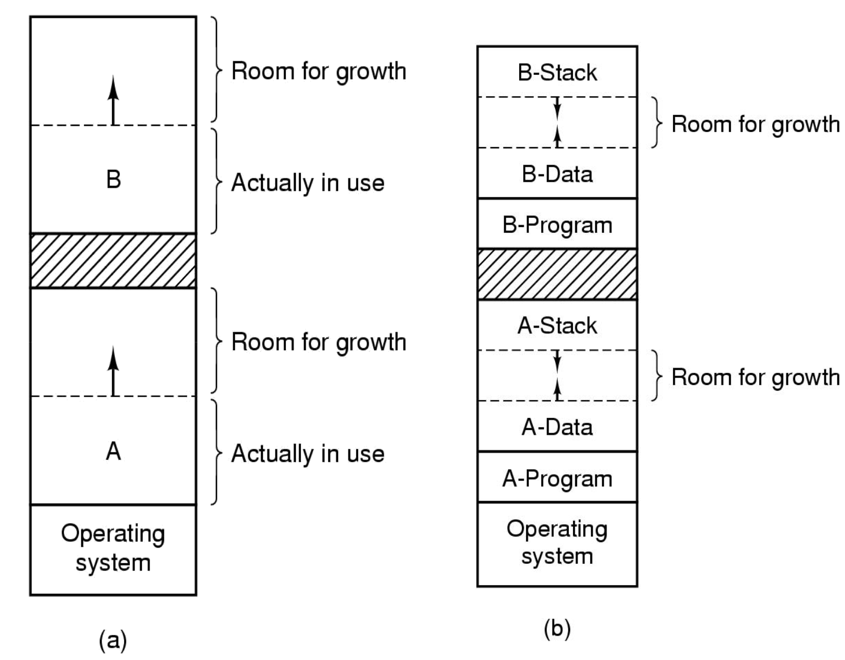 Room for growth
B
Actually in use
Room for growth
A
Actually in use
Operating
system
(a)
B-Stack
Room for growth
B-Data
B-Program
A-Stack
Room for growth
A-Data
A-Program
Operating
system
(b)